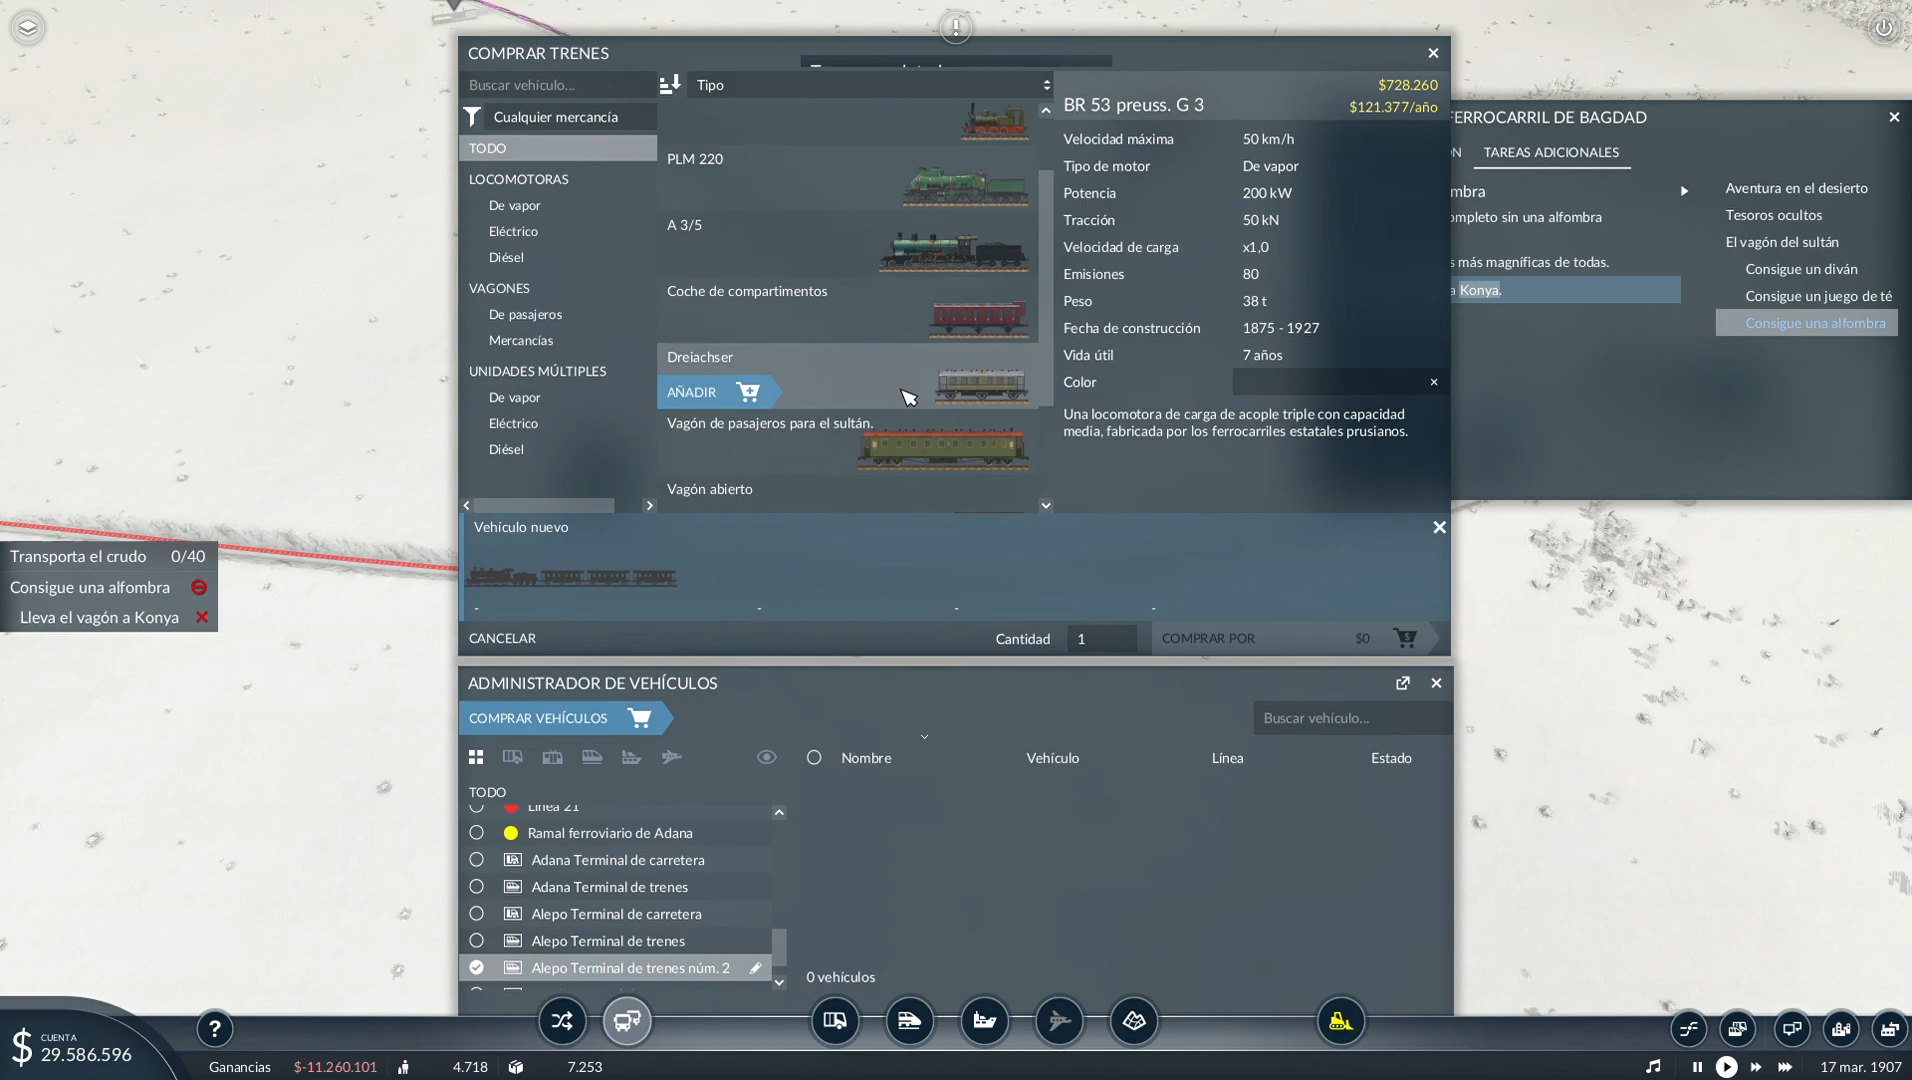 COMPRAR TRENES
Buscar vehículo...
Tipo
Cualquier mercancía
TODO
LOCOMOTORAS
De vapor
Eléctrico
Diésel
VAGONES
De pasajeros
Mercancías
UNIDADES MÚLTIPLES
De vapor
Eléctrico
Diésel
PLM 220
A 3/5
Coche de compartimentos
Dreiachser
AÑADIR
Vagón de pasajeros para el sultán.
Vagón abierto
$728.260
BR 53 preuss. G 3
$121.377/año
Velocidad máxima 50 km/h
Tipo de motor De vapor
Potencia 200 kW
Tracción 50 kN
Velocidad de carga x1,0
Emisiones 80
Peso 38 t
Fecha de construcción 1875 - 1927
Vida útil 7 años
Color
Una locomotora de carga de acople triple con capacidad
media, fabricada por los ferrocarriles estatales prusianos.
Vehículo nuevo
- - - -
CANCELAR
Cantidad 1
COMPRAR POR $0
FERROCARRIL DE BAGDAD
ÓN TAREAS ADICIONALES
ombra
ompleto sin una alfombra
s más magníficas de todas.
a Konya.
Aventura en el desierto
Tesoros ocultos
El vagón del sultán
Consigue un diván
Consigue un juego de té
Consigue una alfombra
Transporta el crudo 0/40
Consigue una alfombra
Lleva el vagón a Konya
ADMINISTRADOR DE VEHÍCULOS
COMPRAR VEHÍCULOS
Buscar vehículo...
Nombre Vehículo Línea Estado
TODO
Línea 21
Ramal ferroviario de Adana
Adana Terminal de carretera
Adana Terminal de trenes
Alepo Terminal de carretera
Alepo Terminal de trenes
Alepo Terminal de trenes núm. 2
0 vehículos
CUENTA
$ 29.586.596
?
Ganancias $-11.260.101
4.718
7.253
17 mar. 1907